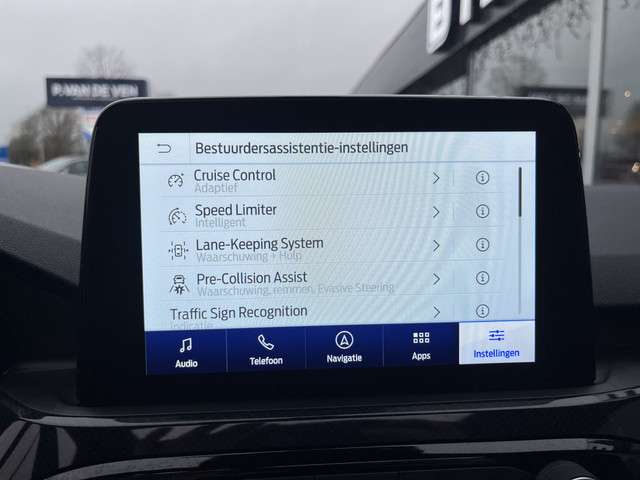 P. VAN DE VEN
Bestuurdersassistentie-instellingen
Cruise Control
Adaptief
Speed Limiter
Intelligent
Lane-Keeping System
Waarschuwing + Hulp
Pre-Collision Assist
Waarschuwing, remmen, Evasive Steering
Traffic Sign Recognition
Indicatie
Audio
Telefoon
Navigatie
Apps
Instellingen